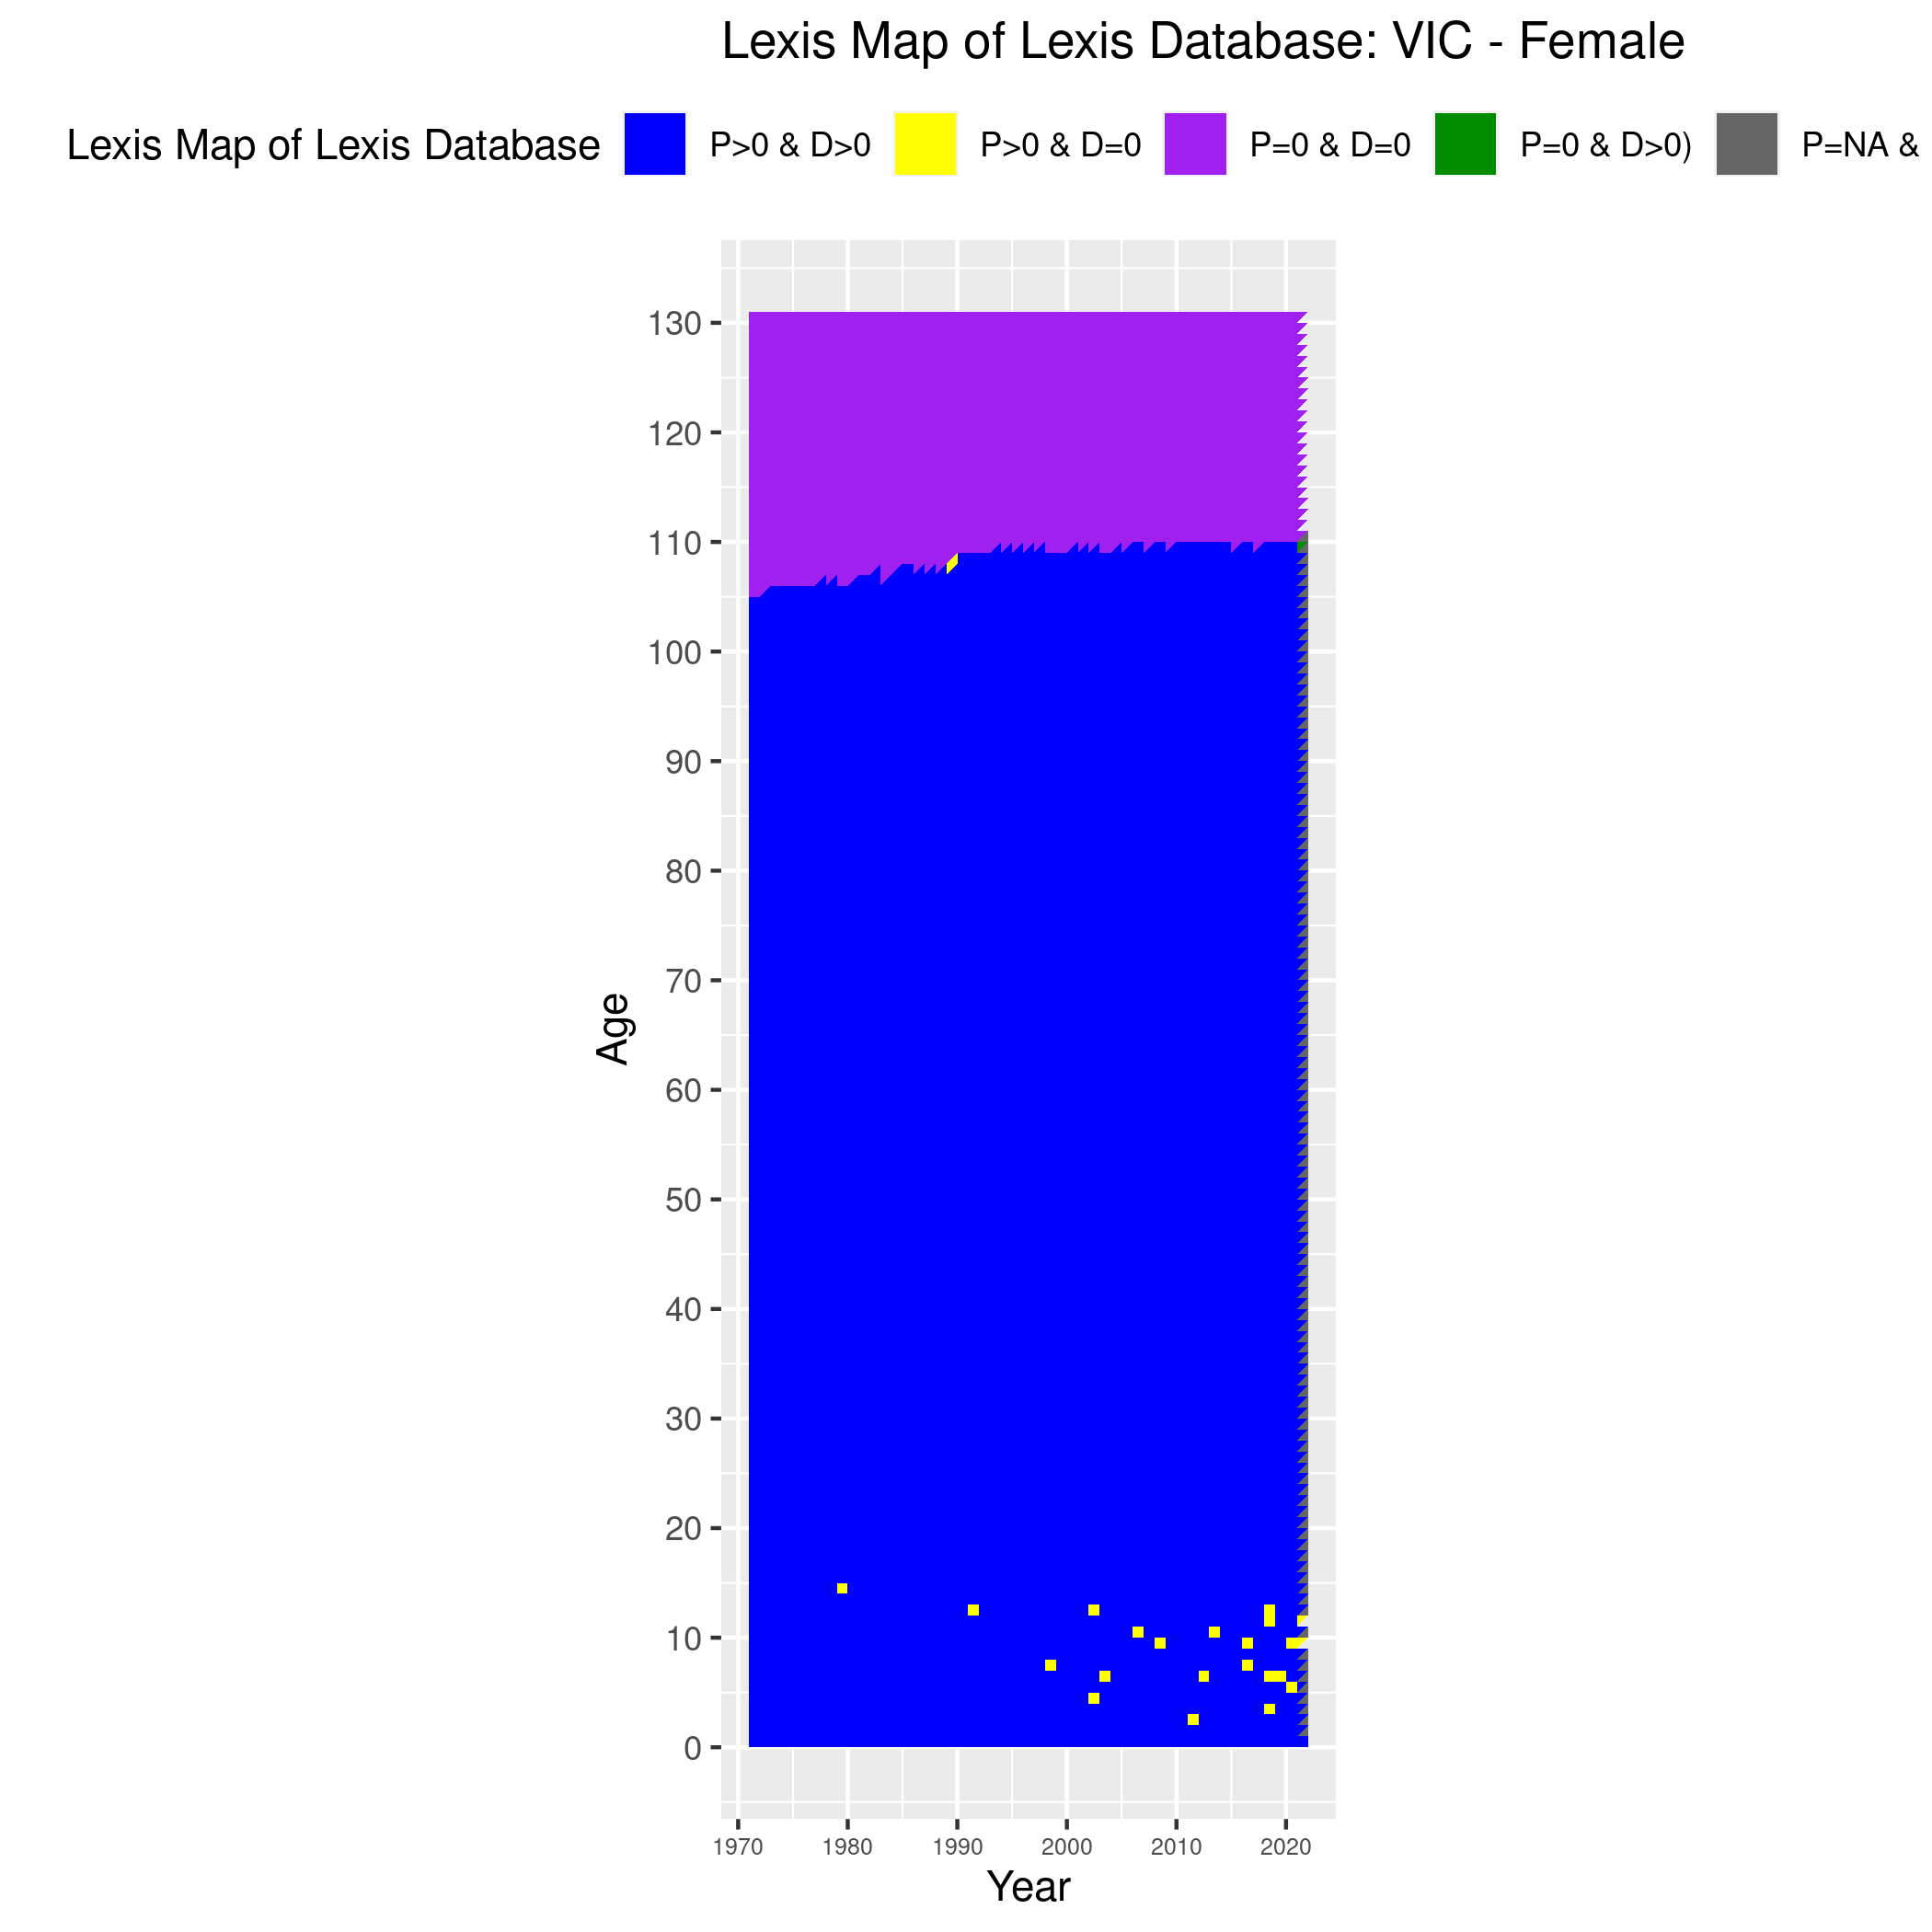 Lexis Map of Lexis Database: VIC - Female
Lexis Map of Lexis Database P>0 & D>0 P>0 & D=0 P=0 & D=0 P=0 & D>0) P=NA &
130
120
110
100
90
80
70
60
50
40
30
20
10
0
Age
1970 1980 1990 2000 2010 2020
Year